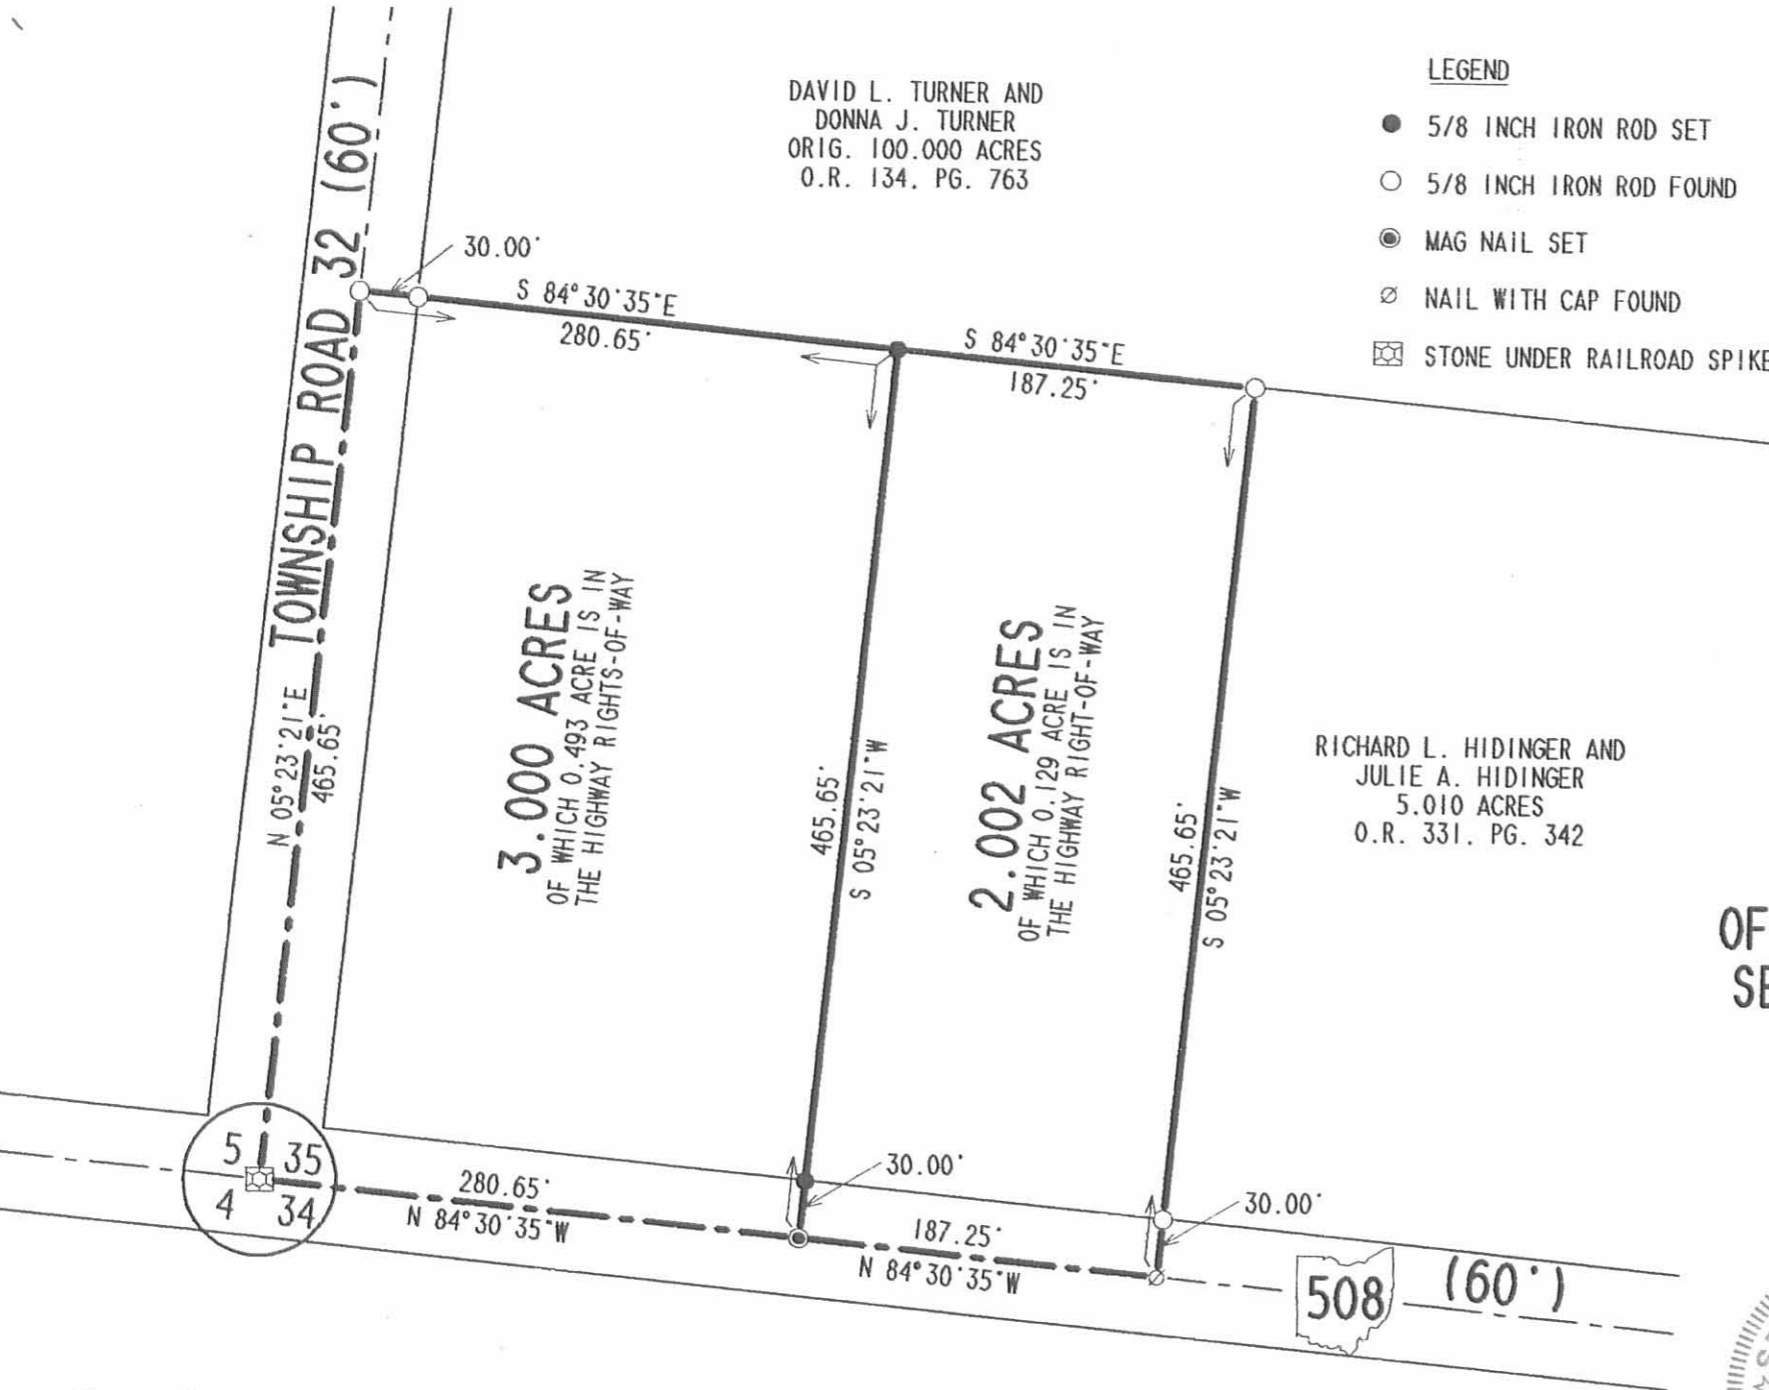 DAVID L. TURNER AND
DONNA J. TURNER
ORIG. 100.000 ACRES
O.R. 134, PG. 763
LEGEND
5/8 INCH IRON ROD SET
5/8 INCH IRON ROD FOUND
MAG NAIL SET
NAIL WITH CAP FOUND
STONE UNDER RAILROAD SPIKE
TOWNSHIP ROAD 32 (60')
30.00'
S 84°30'35"E
280.65'
S 84°30'35"E
187.25'
N 05°23'21"E
465.65'
3.000 ACRES
OF WHICH 0.493 ACRE IS IN
THE HIGHWAY RIGHTS-OF-WAY
465.65'
S 05°23'21"W
2.002 ACRES
OF WHICH 0.129 ACRE IS IN
THE HIGHWAY RIGHT-OF-WAY
465.65'
S 05°23'21"W
RICHARD L. HIDINGER AND
JULIE A. HIDINGER
5.010 ACRES
O.R. 331, PG. 342
OF
SE
5 35
4 34
280.65'
N 84°30'35"W
30.00'
187.25'
N 84°30'35"W
30.00'
508 (60')